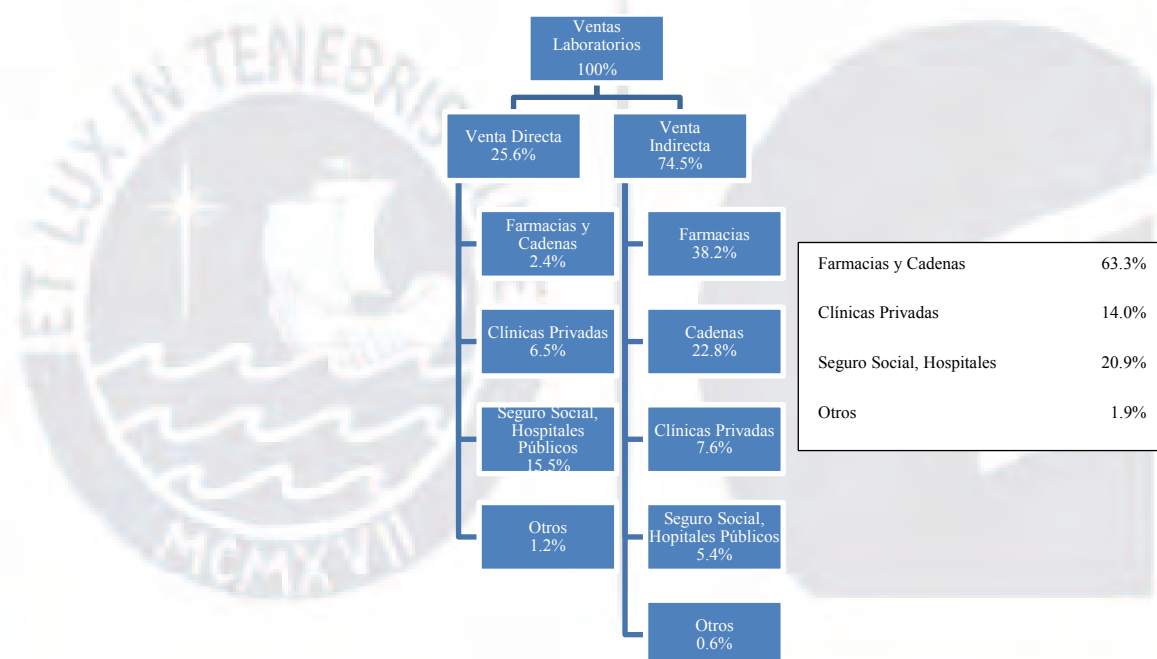 Ventas
Laboratorios
100%
Venta Directa
25.6%
Venta
Indirecta
74.5%
Farmacias y
Cadenas
2.4%
Clínicas Privadas
6.5%
Seguro Social,
Hospitales
Públicos
15.5%
Otros
1.2%
Farmacias
38.2%
Cadenas
22.8%
Clínicas Privadas
7.6%
Seguro Social,
Hopitales Públicos
5.4%
Otros
0.6%
Farmacias y Cadenas 63.3%
Clínicas Privadas 14.0%
Seguro Social, Hospitales 20.9%
Otros 1.9%
ET LUX IN TENEBRIS
MCMXVII